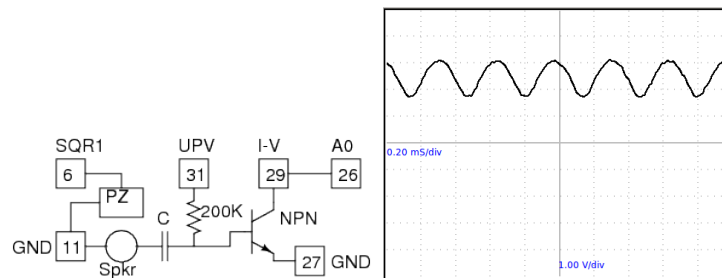 SQR1 UPV I-V A0
6 31 29 26
PZ
200K
C NPN
GND 11 27 GND
Spkr
0.20 mS/div
1.00 V/div